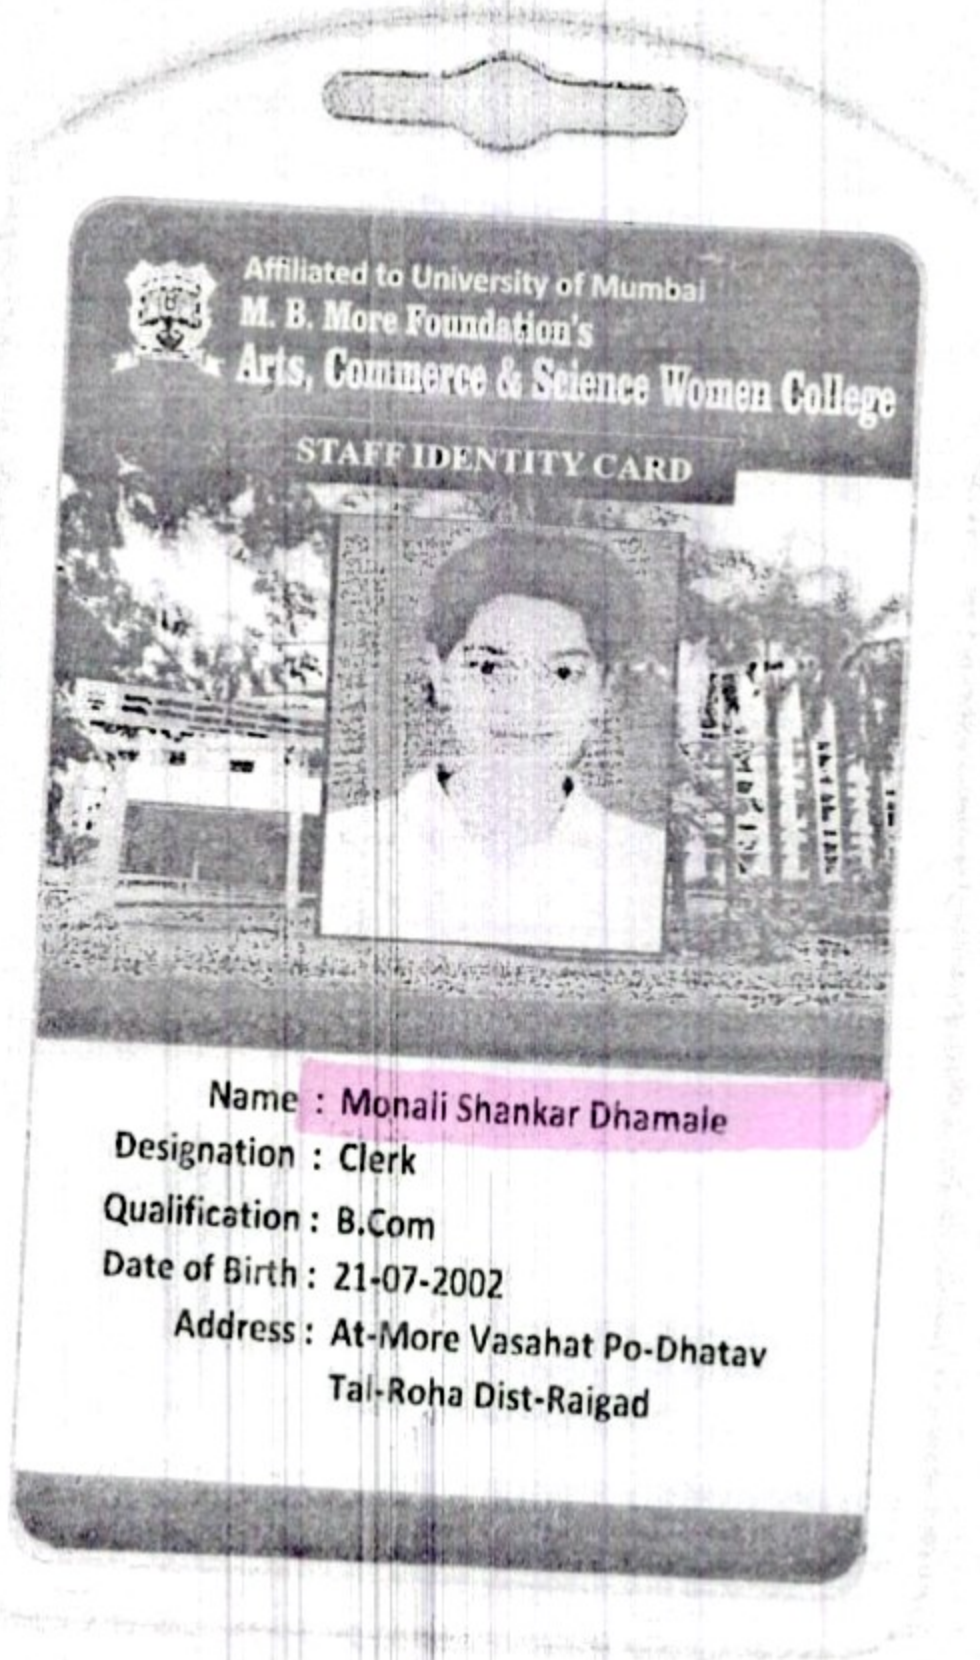 Affiliated to University of Mumbai
M. B. More Foundation's
Arts, Commerce & Science Women College
STAFF IDENTITY CARD
Name : Monali Shankar Dhamale
Designation : Clerk
Qualification : B.Com
Date of Birth : 21-07-2002
Address : At-More Vasahat Po-Dhatav
Tal-Roha Dist-Raigad